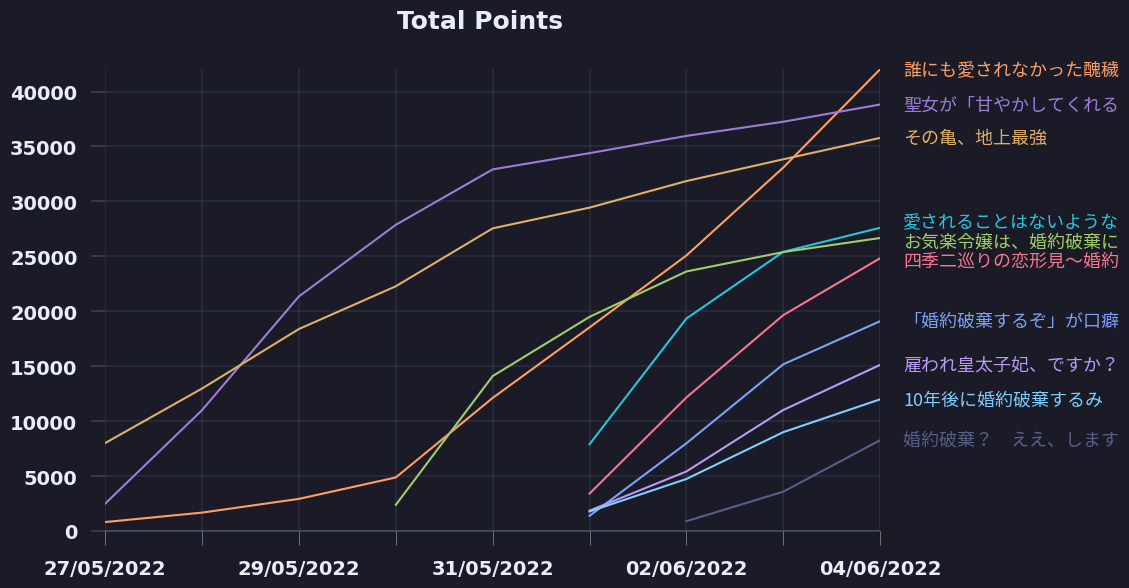 Total Points
40000
35000
30000
25000
20000
15000
10000
5000
0
27/05/2022
29/05/2022
31/05/2022
02/06/2022
04/06/2022
誰にも愛されなかった醜穢
聖女が「甘やかしてくれる
その亀、地上最強
愛されることはないような
お気楽令嬢は、婚約破棄に
四季二巡りの恋形見〜婚約
「婚約破棄するぞ」が口癖
雇われ皇太子妃、ですか？
10年後に婚約破棄するみ
婚約破棄？　ええ、します